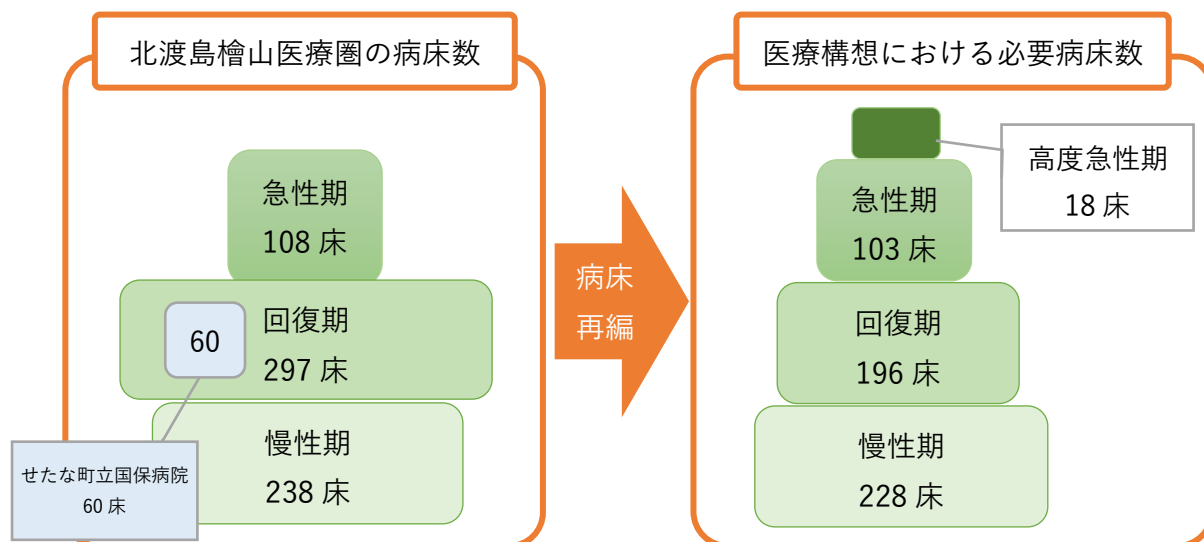 北渡島檜山医療圏の病床数
急性期
108 床
回復期
297 床
60
慢性期
238 床
せたな町立国保病院
60 床
病床
再編
医療構想における必要病床数
高度急性期
18 床
急性期
103 床
回復期
196 床
慢性期
228 床